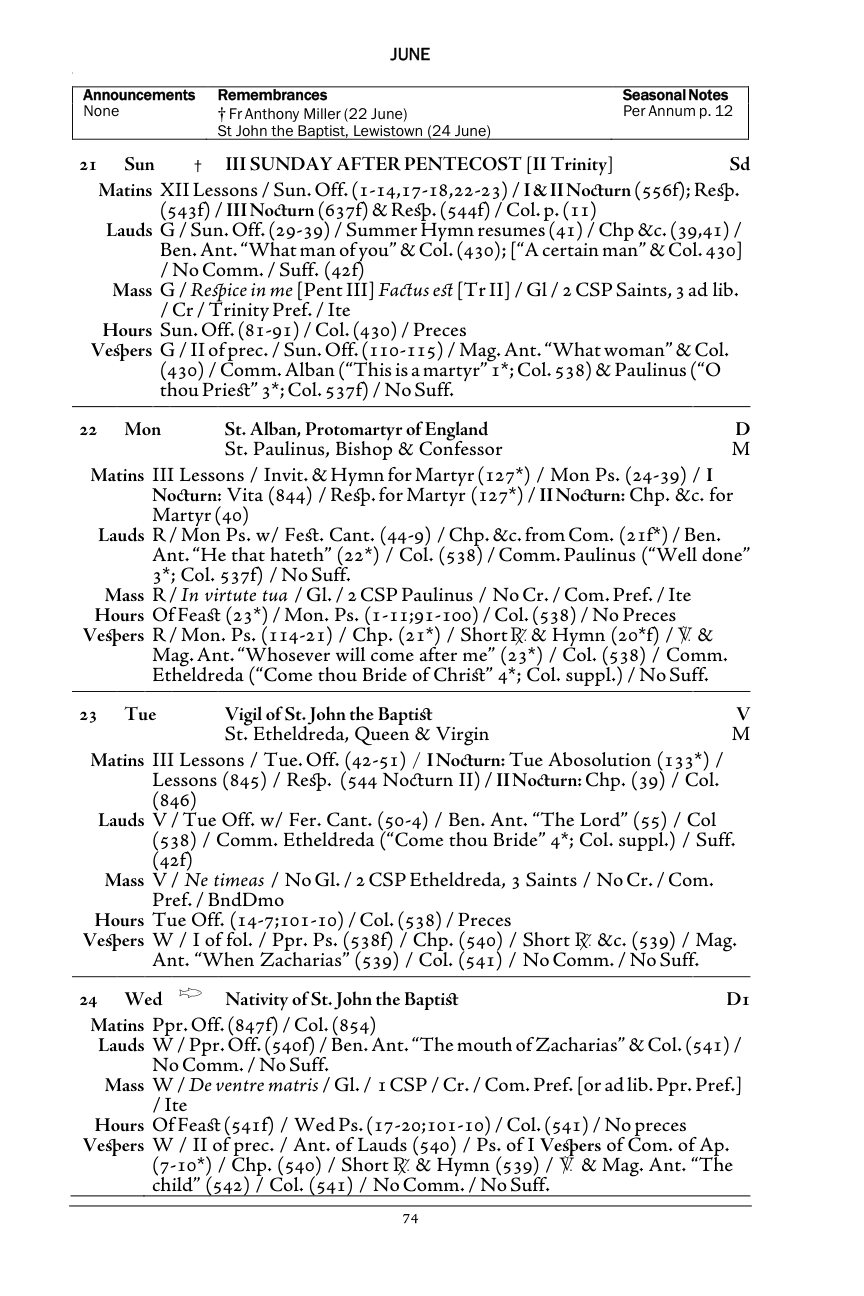 JUNE
Announcements Remembrances Seasonal Notes
None † Fr Anthony Miller (22 June) Per Annum p. 12
St John the Baptist, Lewistown (24 June)
21 Sun † III SUNDAY AFTER PENTECOST [II Trinity] Sd
Matins XII Lessons / Sun. Off. (1-14,17-18,22-23) / I & II Nocturn (556f); Resp.
(543f) / III Nocturn (637f) & Resp. (544f) / Col. p. (11)
Lauds G / Sun. Off. (29-39) / Summer Hymn resumes (41) / Chp &c. (39,41) /
Ben. Ant. “What man of you” & Col. (430); [“A certain man” & Col. 430]
/ No Comm. / Suff. (42f)
Mass G / Respice in me [Pent III] Factus est [Tr II] / Gl / 2 CSP Saints, 3 ad lib.
/ Cr / Trinity Pref. / Ite
Hours Sun. Off. (81-91) / Col. (430) / Preces
Vespers G / II of prec. / Sun. Off. (110-115) / Mag. Ant. “What woman” & Col.
(430) / Comm. Alban (“This is a martyr” 1*; Col. 538) & Paulinus (“O
thou Priest” 3*; Col. 537f) / No Suff.
22 Mon St. Alban, Protomartyr of England D
St. Paulinus, Bishop & Confessor M
Matins III Lessons / Invit. & Hymn for Martyr (127*) / Mon Ps. (24-39) / I
Nocturn: Vita (844) / Resp. for Martyr (127*) / II Nocturn: Chp. &c. for
Martyr (40)
Lauds R / Mon Ps. w/ Fest. Cant. (44-9) / Chp. &c. from Com. (21f*) / Ben.
Ant. “He that hateth” (22*) / Col. (538) / Comm. Paulinus (“Well done”
3*; Col. 537f) / No Suff.
Mass R / In virtute tua / Gl. / 2 CSP Paulinus / No Cr. / Com. Pref. / Ite
Hours Of Feast (23*) / Mon. Ps. (1-11;91-100) / Col. (538) / No Preces
Vespers R / Mon. Ps. (114-21) / Chp. (21*) / Short ℟ & Hymn (20*f) / ℣ &
Mag. Ant. “Whosever will come after me” (23*) / Col. (538) / Comm.
Etheldreda (“Come thou Bride of Christ” 4*; Col. suppl.) / No Suff.
23 Tue Vigil of St. John the Baptist V
St. Etheldreda, Queen & Virgin M
Matins III Lessons / Tue. Off. (42-51) / I Nocturn: Tue Abosolution (133*) /
Lessons (845) / Resp. (544 Nocturn II) / II Nocturn: Chp. (39) / Col.
(846)
Lauds V / Tue Off. w/ Fer. Cant. (50-4) / Ben. Ant. “The Lord” (55) / Col
(538) / Comm. Etheldreda (“Come thou Bride” 4*; Col. suppl.) / Suff.
(42f)
Mass V / Ne timeas / No Gl. / 2 CSP Etheldreda, 3 Saints / No Cr. / Com.
Pref. / BndDmo
Hours Tue Off. (14-7;101-10) / Col. (538) / Preces
Vespers W / I of fol. / Ppr. Ps. (538f) / Chp. (540) / Short ℟ &c. (539) / Mag.
Ant. “When Zacharias” (539) / Col. (541) / No Comm. / No Suff.
24 Wed Nativity of St. John the Baptist D1
Matins Ppr. Off. (847f) / Col. (854)
Lauds W / Ppr. Off. (540f) / Ben. Ant. “The mouth of Zacharias” & Col. (541) /
No Comm. / No Suff.
Mass W / De ventre matris / Gl. / 1 CSP / Cr. / Com. Pref. [or ad lib. Ppr. Pref.]
/ Ite
Hours Of Feast (541f) / Wed Ps. (17-20;101-10) / Col. (541) / No preces
Vespers W / II of prec. / Ant. of Lauds (540) / Ps. of I Vespers of Com. of Ap.
(7-10*) / Chp. (540) / Short ℟ & Hymn (539) / ℣ & Mag. Ant. “The
child” (542) / Col. (541) / No Comm. / No Suff.
74